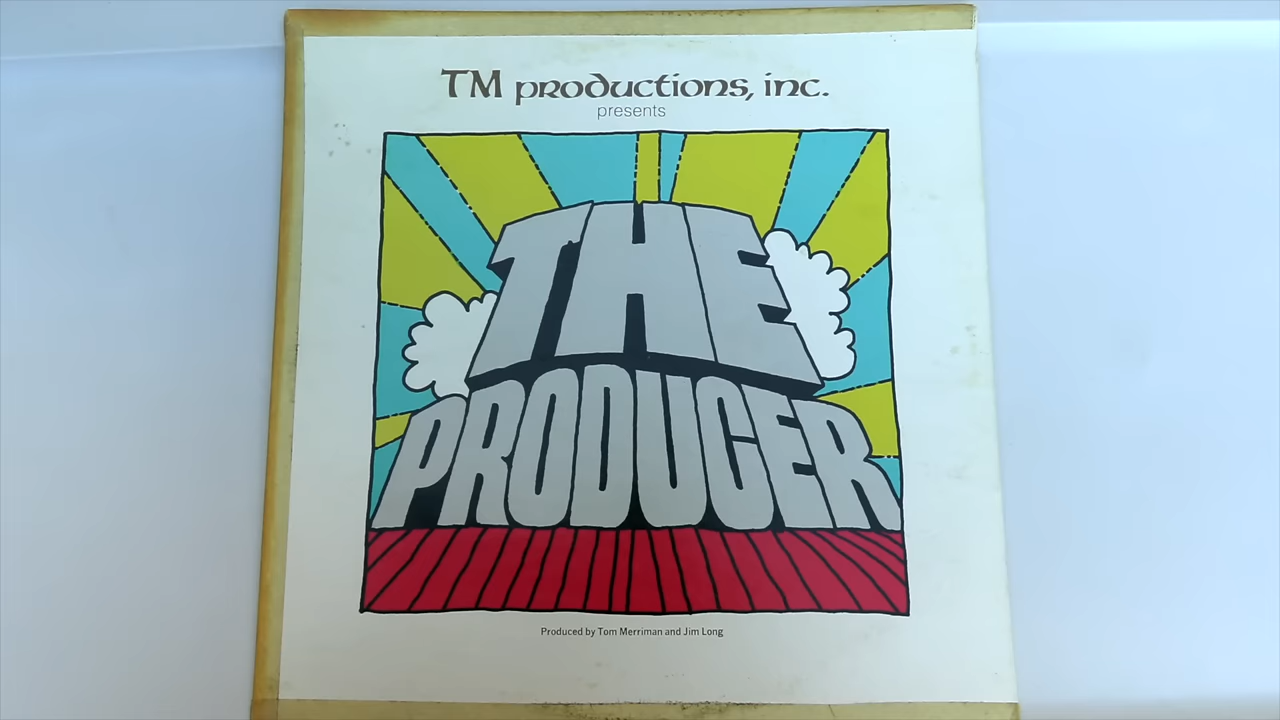 TM productions, inc.
presents
THE
PRODUCER
Produced by Tom Merriman and Jim Long